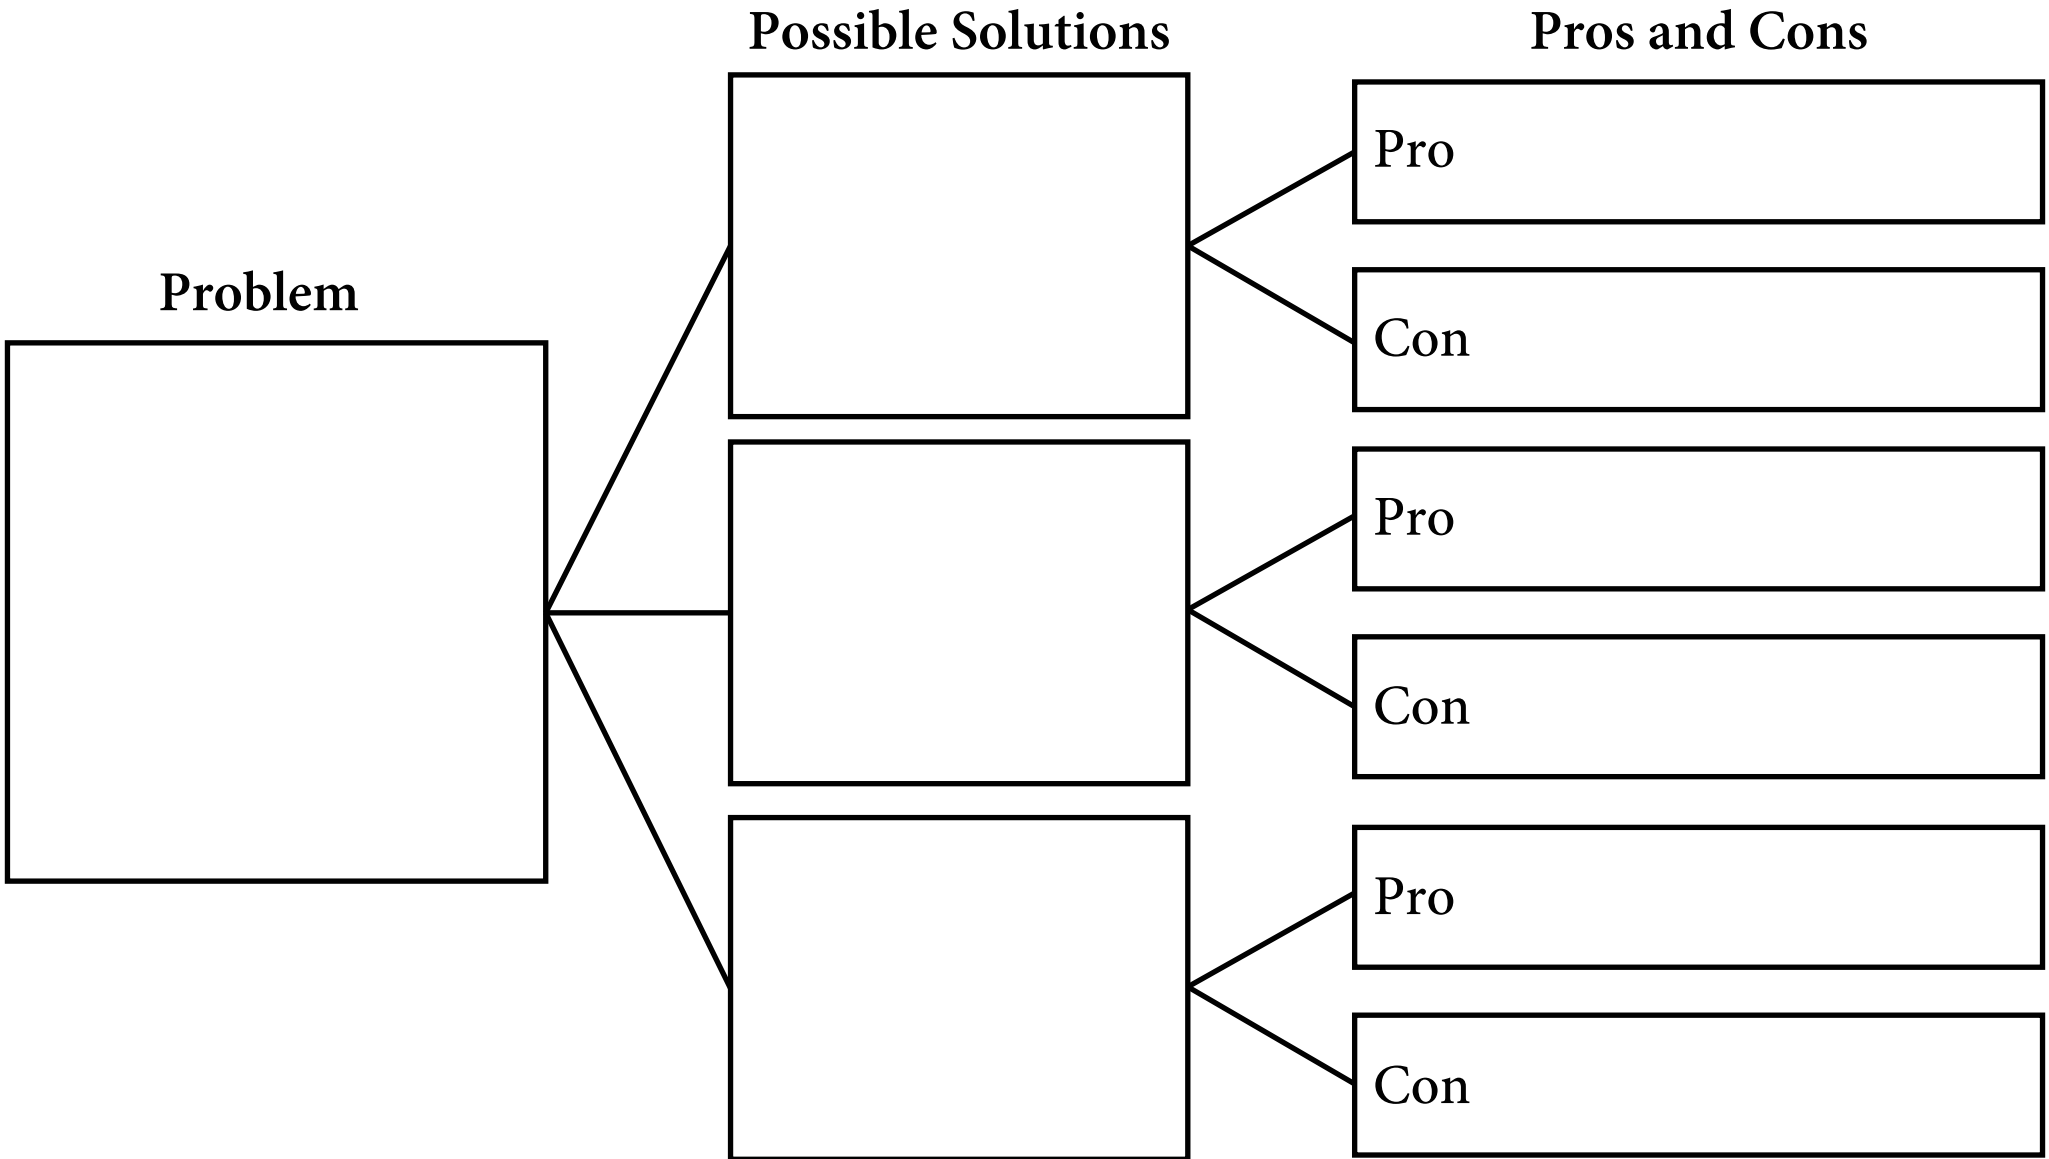 Possible Solutions
Pros and Cons
Problem
Pro
Con
Pro
Con
Pro
Con